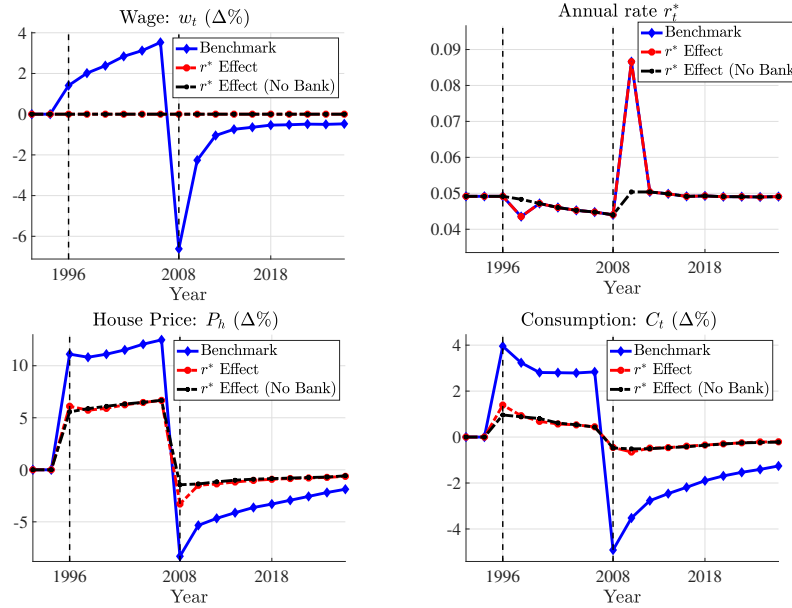 Wage: w_t (Δ%)
4
2
0
-2
-4
-6
Benchmark
r* Effect
r* Effect (No Bank)
1996
2008
2018
Year
Annual rate r_t^*
0.09
0.08
0.07
0.06
0.05
0.04
Benchmark
r* Effect
r* Effect (No Bank)
1996
2008
2018
Year
House Price: P_h (Δ%)
10
5
0
-5
Benchmark
r* Effect
r* Effect (No Bank)
1996
2008
2018
Year
Consumption: C_t (Δ%)
4
2
0
-2
-4
Benchmark
r* Effect
r* Effect (No Bank)
1996
2008
2018
Year